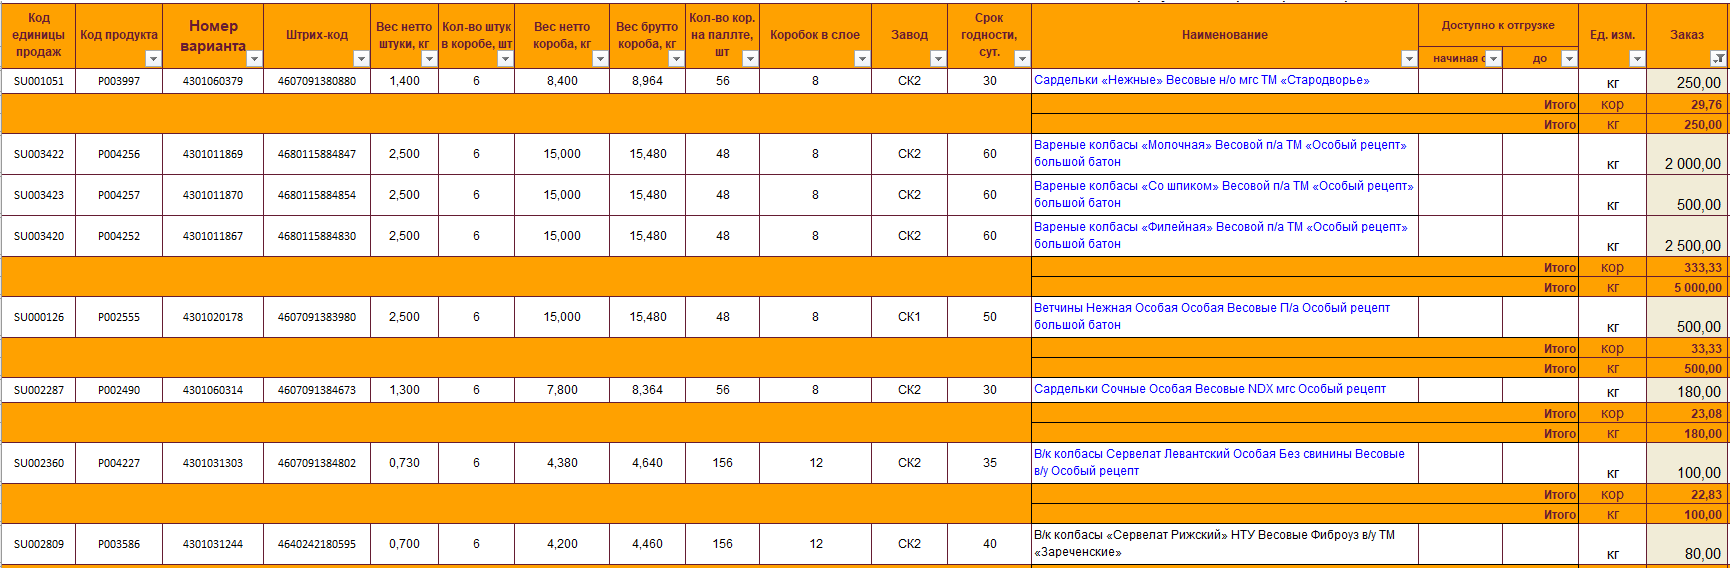 Код единицы продаж	Код продукта	Номер варианта	Штрих-код	Вес нетто штуки, кг	Кол-во штук в коробе, шт	Вес нетто короба, кг	Вес брутто короба, кг	Кол-во кор. на паллте, шт	Коробок в слое	Завод	Срок годности, сут.	Наименование	Доступно к отгрузке	Ед. изм.	Заказ
начиная с	до
SU001051	P003997	4301060379	4607091380880	1,400	6	8,400	8,964	56	8	СК2	30	Сардельки «Нежные» Весовые н/о мгс ТМ «Стародворье»	кг	250,00
Итого	кор	29,76
Итого	кг	250,00
SU003422	P004256	4301011869	4680115884847	2,500	6	15,000	15,480	48	8	СК2	60	Вареные колбасы «Молочная» Весовой п/а ТМ «Особый рецепт» большой батон	кг	2 000,00
SU003423	P004257	4301011870	4680115884854	2,500	6	15,000	15,480	48	8	СК2	60	Вареные колбасы «Со шпиком» Весовой п/а ТМ «Особый рецепт» большой батон	кг	500,00
SU003420	P004252	4301011867	4680115884830	2,500	6	15,000	15,480	48	8	СК2	60	Вареные колбасы «Филейная» Весовой п/а ТМ «Особый рецепт» большой батон	кг	2 500,00
Итого	кор	333,33
Итого	кг	5 000,00
SU000126	P002555	4301020178	4607091383980	2,500	6	15,000	15,480	48	8	СК1	50	Ветчины Нежная Особая Особая Весовые П/а Особый рецепт большой батон	кг	500,00
Итого	кор	33,33
Итого	кг	500,00
SU002287	P002490	4301060314	4607091384673	1,300	6	7,800	8,364	56	8	СК2	30	Сардельки Сочные Особая Весовые NDX мгс Особый рецепт	кг	180,00
Итого	кор	23,08
Итого	кг	180,00
SU002360	P004227	4301031303	4607091384802	0,730	6	4,380	4,640	156	12	СК2	35	В/к колбасы Сервелат Левантский Особая Без свинины Весовые в/у Особый рецепт	кг	100,00
Итого	кор	22,83
Итого	кг	100,00
SU002809	P003586	4301031244	4640242180595	0,700	6	4,200	4,460	156	12	СК2	40	В/к колбасы «Сервелат Рижский» НТУ Весовые Фиброуз в/у ТМ «Зареченские»	кг	80,00